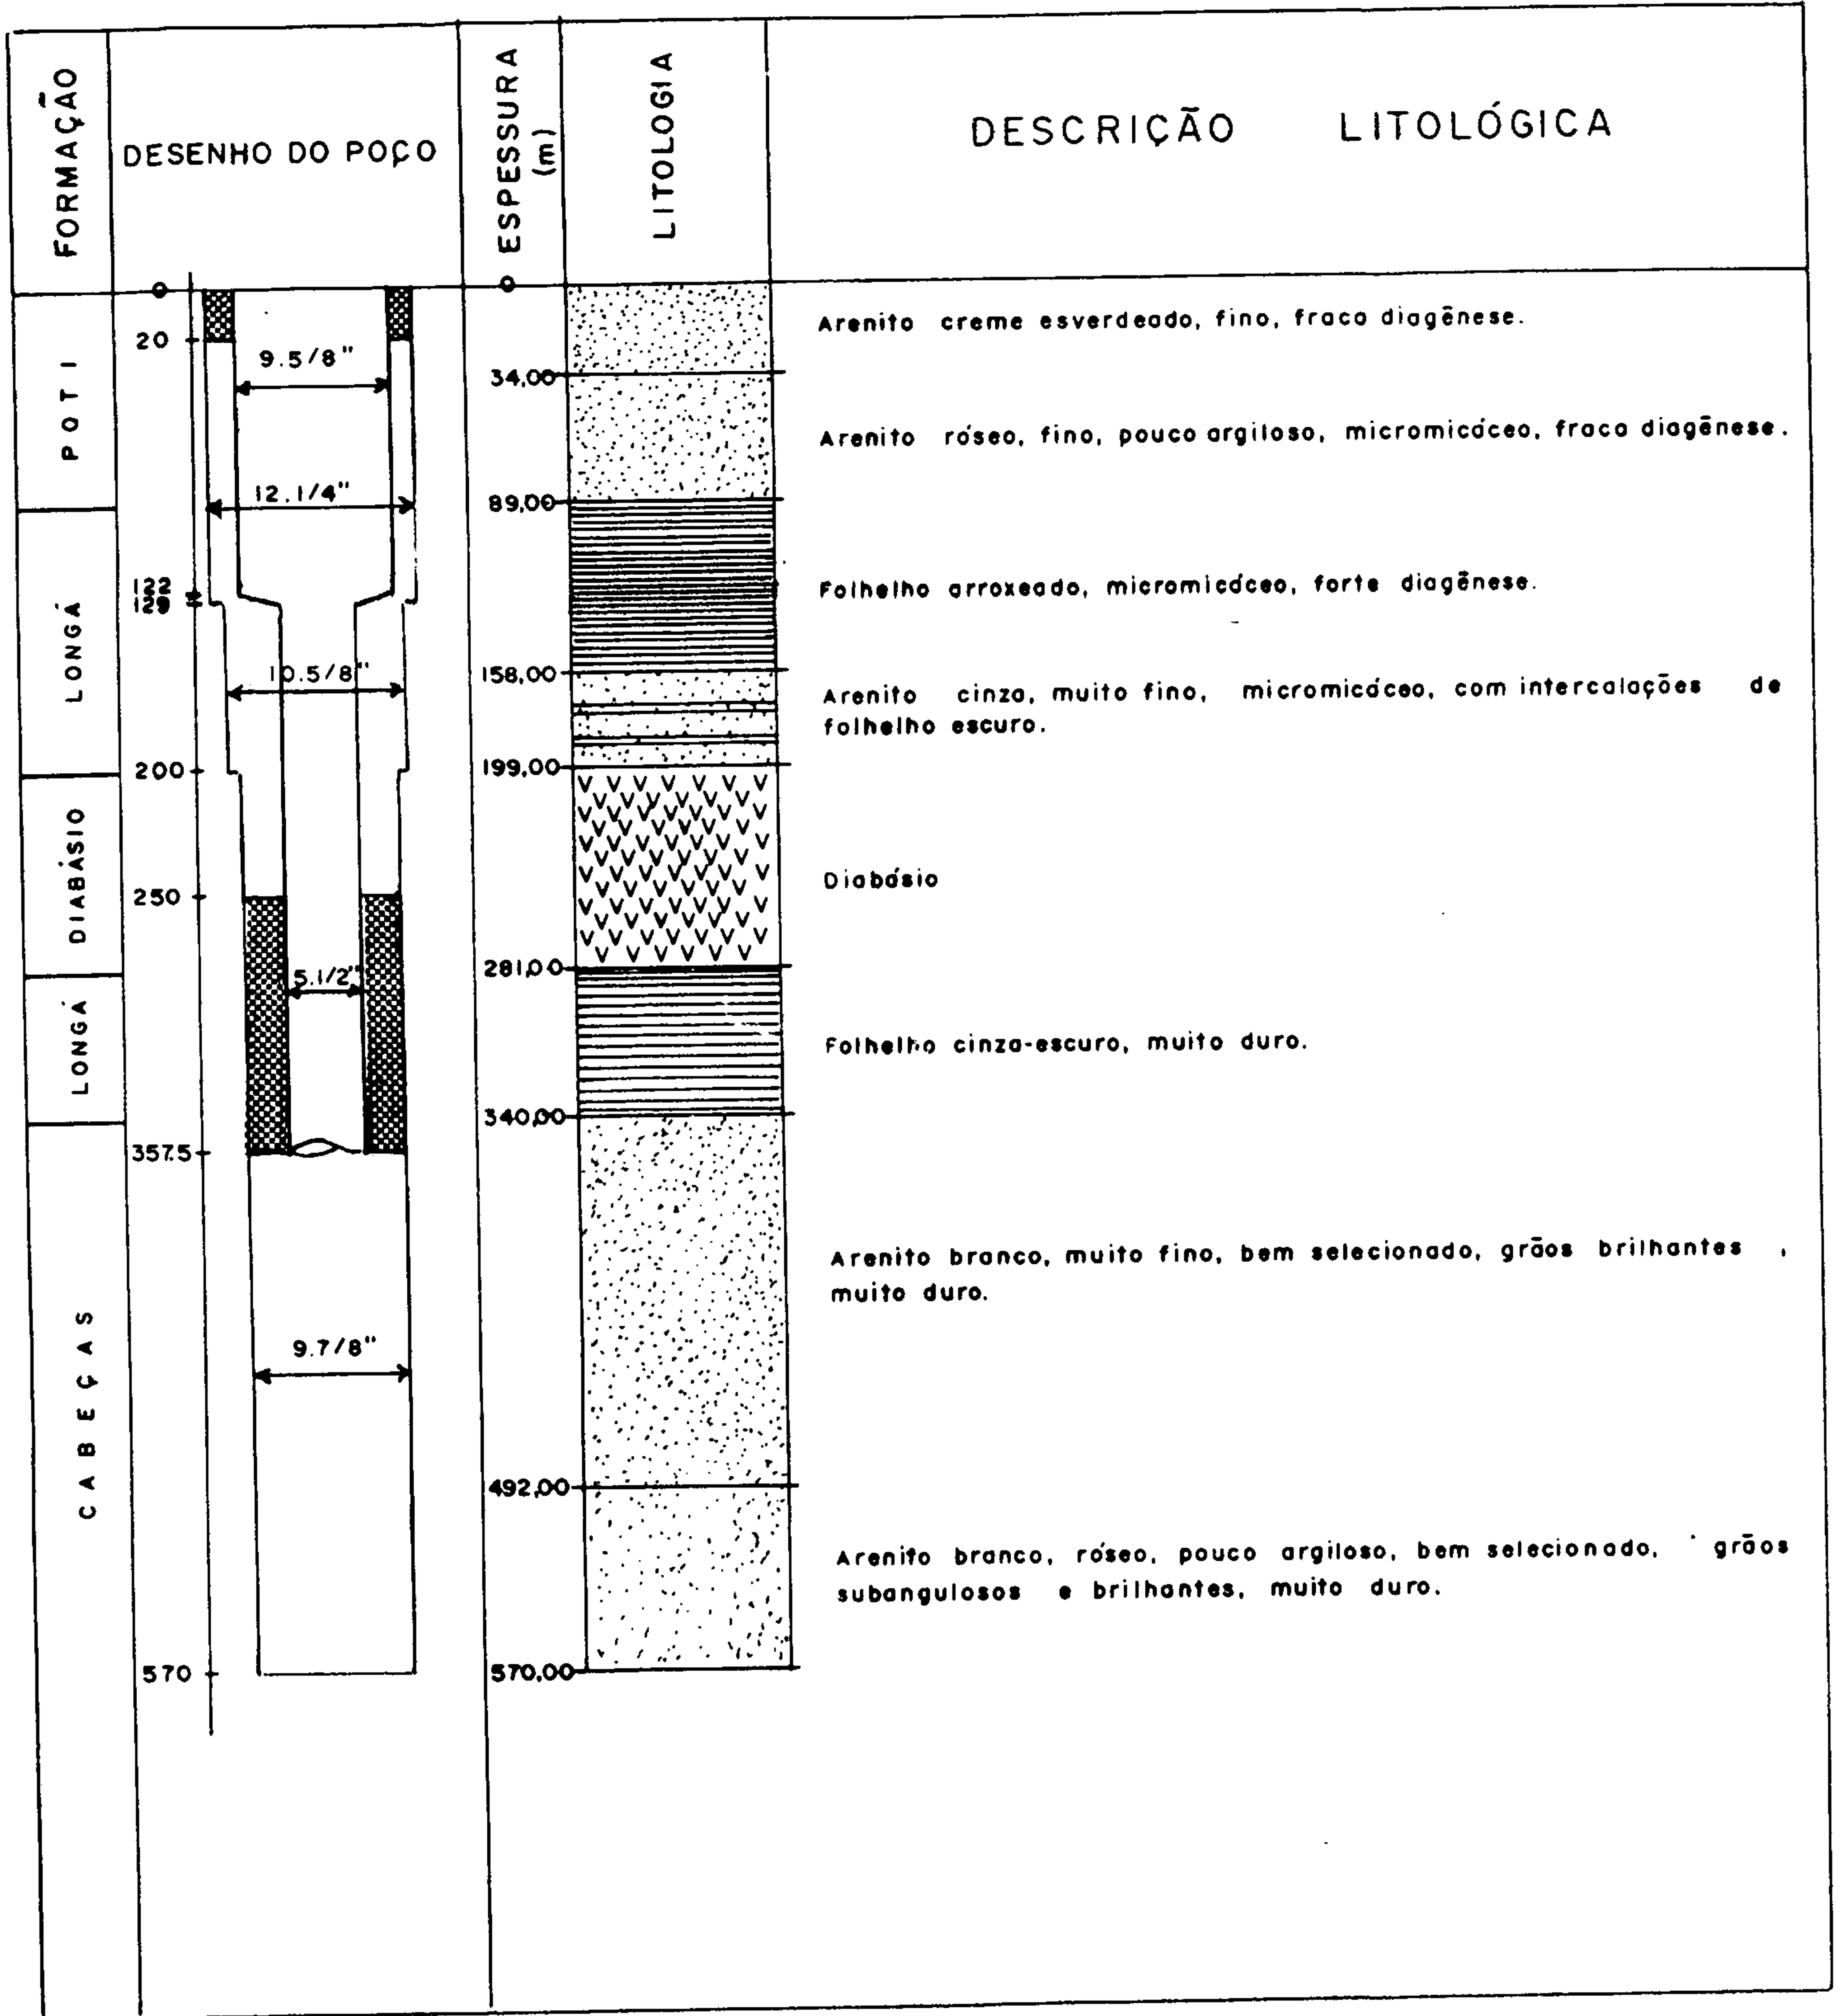 FORMAÇÃO
DESENHO DO POÇO
ESPESSURA
(m)
LITOLOGIA
DESCRIÇÃO LITOLÓGICA
POTI
LONGÁ
DIABÁSIO
LONGÁ
CABEÇAS
0
20
122
129
200
250
357.5
570
9.5/8"
12.1/4"
10.5/8"
5.1/2"
9.7/8"
0
34,00
89,00
158,00
199,00
281,00
340,00
492,00
570,00
Arenito creme esverdeado, fino, fraca diagênese.
Arenito róseo, fino, pouco argiloso, micromicáceo, fraca diagênese.
Folhelho arroxeado, micromicáceo, forte diagênese.
Arenito cinza, muito fino, micromicáceo, com intercalações de
folhelho escuro.
Diabásio
Folhelho cinza-escuro, muito duro.
Arenito branco, muito fino, bem selecionado, grãos brilhantes ,
muito duro.
Arenito branco, róseo, pouco argiloso, bem selecionado, grãos
subangulosos e brilhantes, muito duro.